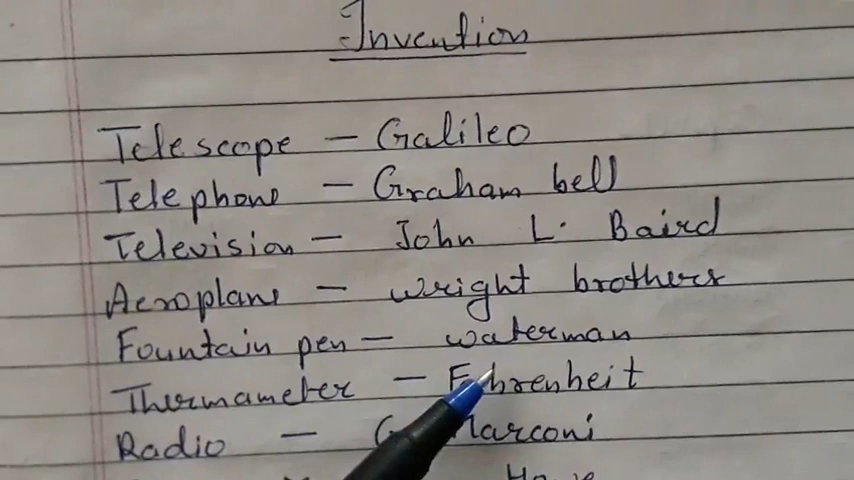 Invention
Telescope - Galileo
Telephone - Graham bell
Television - John L. Baird
Aeroplane - wright brothers
Fountain pen - waterman
Thermameter - Fahrenheit
Radio - G. Marconi